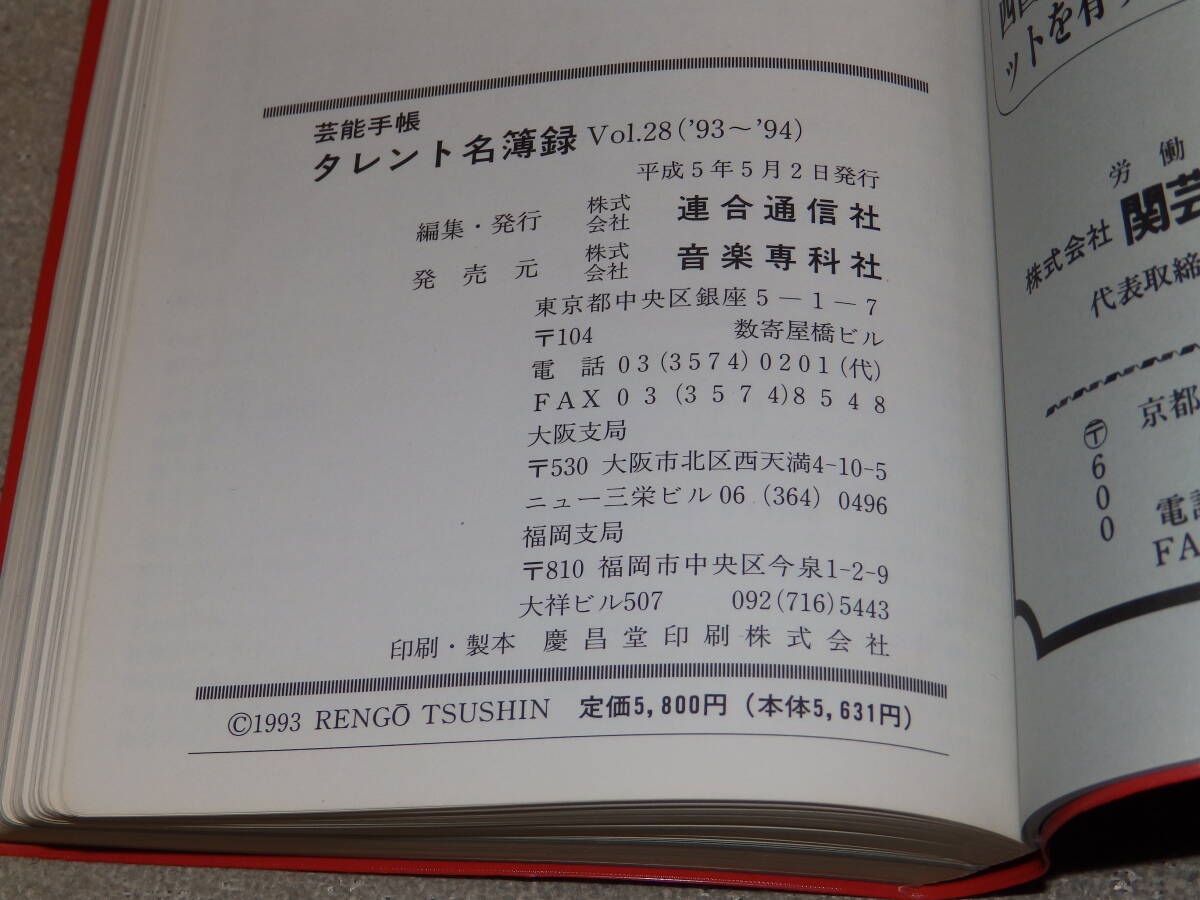 芸能手帳
タレント名簿録 Vol.28('93～'94)
平成5年5月2日発行
編集・発行 株式会社 連合通信社
発売元 株式会社 音楽専科社
東京都中央区銀座5-1-7
〒104 数寄屋橋ビル
電話03(3574)0201(代)
FAX 03(3574)8548
大阪支局
〒530 大阪市北区西天満4-10-5
ニュー三栄ビル06(364)0496
福岡支局
〒810 福岡市中央区今泉1-2-9
大祥ビル507 092(716)5443
印刷・製本 慶昌堂印刷株式会社
©1993 RENGŌ TSUSHIN 定価5,800円(本体5,631円)
ットを有
労働
株式会社 関芸
代表取締
〒600
京都
電話
FA